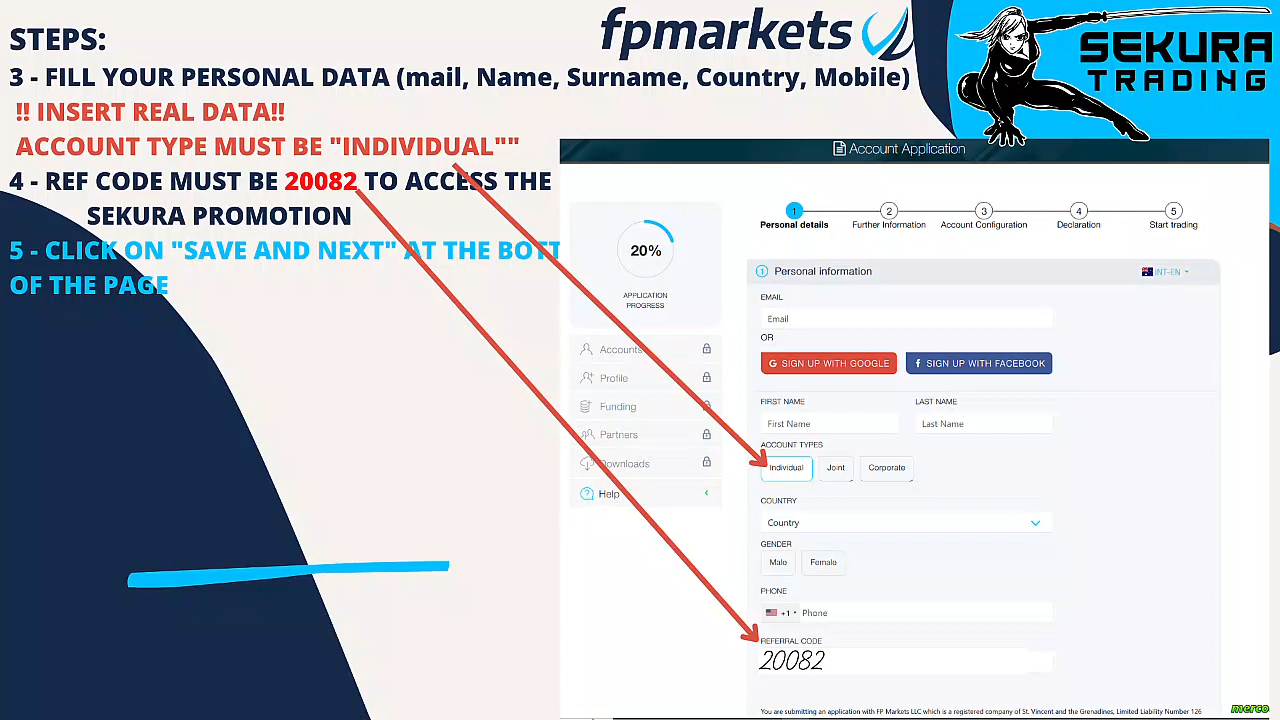 STEPS:
3 - FILL YOUR PERSONAL DATA (mail, Name, Surname, Country, Mobile)
!! INSERT REAL DATA!!
ACCOUNT TYPE MUST BE "INDIVIDUAL""
4 - REF CODE MUST BE 20082 TO ACCESS THE
SEKURA PROMOTION
5 - CLICK ON "SAVE AND NEXT" AT THE BOTT
OF THE PAGE
fpmarkets
SEKURA
TRADING
Account Application
20%
APPLICATION
PROGRESS
Accounts
Profile
Funding
Partners
Downloads
Help
1 2 3 4 5
Personal details Further Information Account Configuration Declaration Start trading
1 Personal information INT-EN
EMAIL
Email
OR
G SIGN UP WITH GOOGLE f SIGN UP WITH FACEBOOK
FIRST NAME LAST NAME
First Name Last Name
ACCOUNT TYPES
Individual Joint Corporate
COUNTRY
Country
GENDER
Male Female
PHONE
+1 Phone
REFERRAL CODE
20082
You are submitting an application with FP Markets LLC which is a registered company of St. Vincent and the Grenadines, Limited Liability Number 126
merco